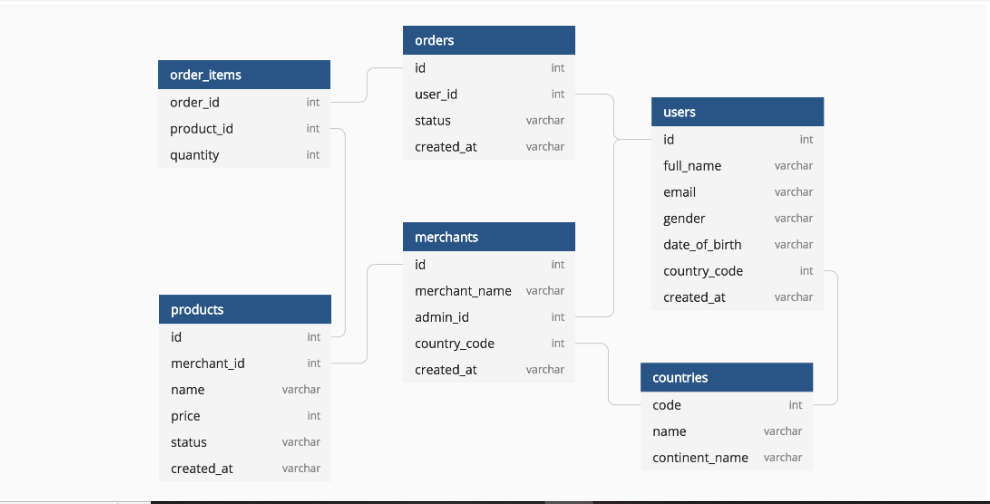 order_items
order_id int
product_id int
quantity int
orders
id int
user_id int
status varchar
created_at varchar
users
id int
full_name varchar
email varchar
gender varchar
date_of_birth varchar
country_code int
created_at varchar
merchants
id int
merchant_name varchar
admin_id int
country_code int
created_at varchar
products
id int
merchant_id int
name varchar
price int
status varchar
created_at varchar
countries
code int
name varchar
continent_name varchar